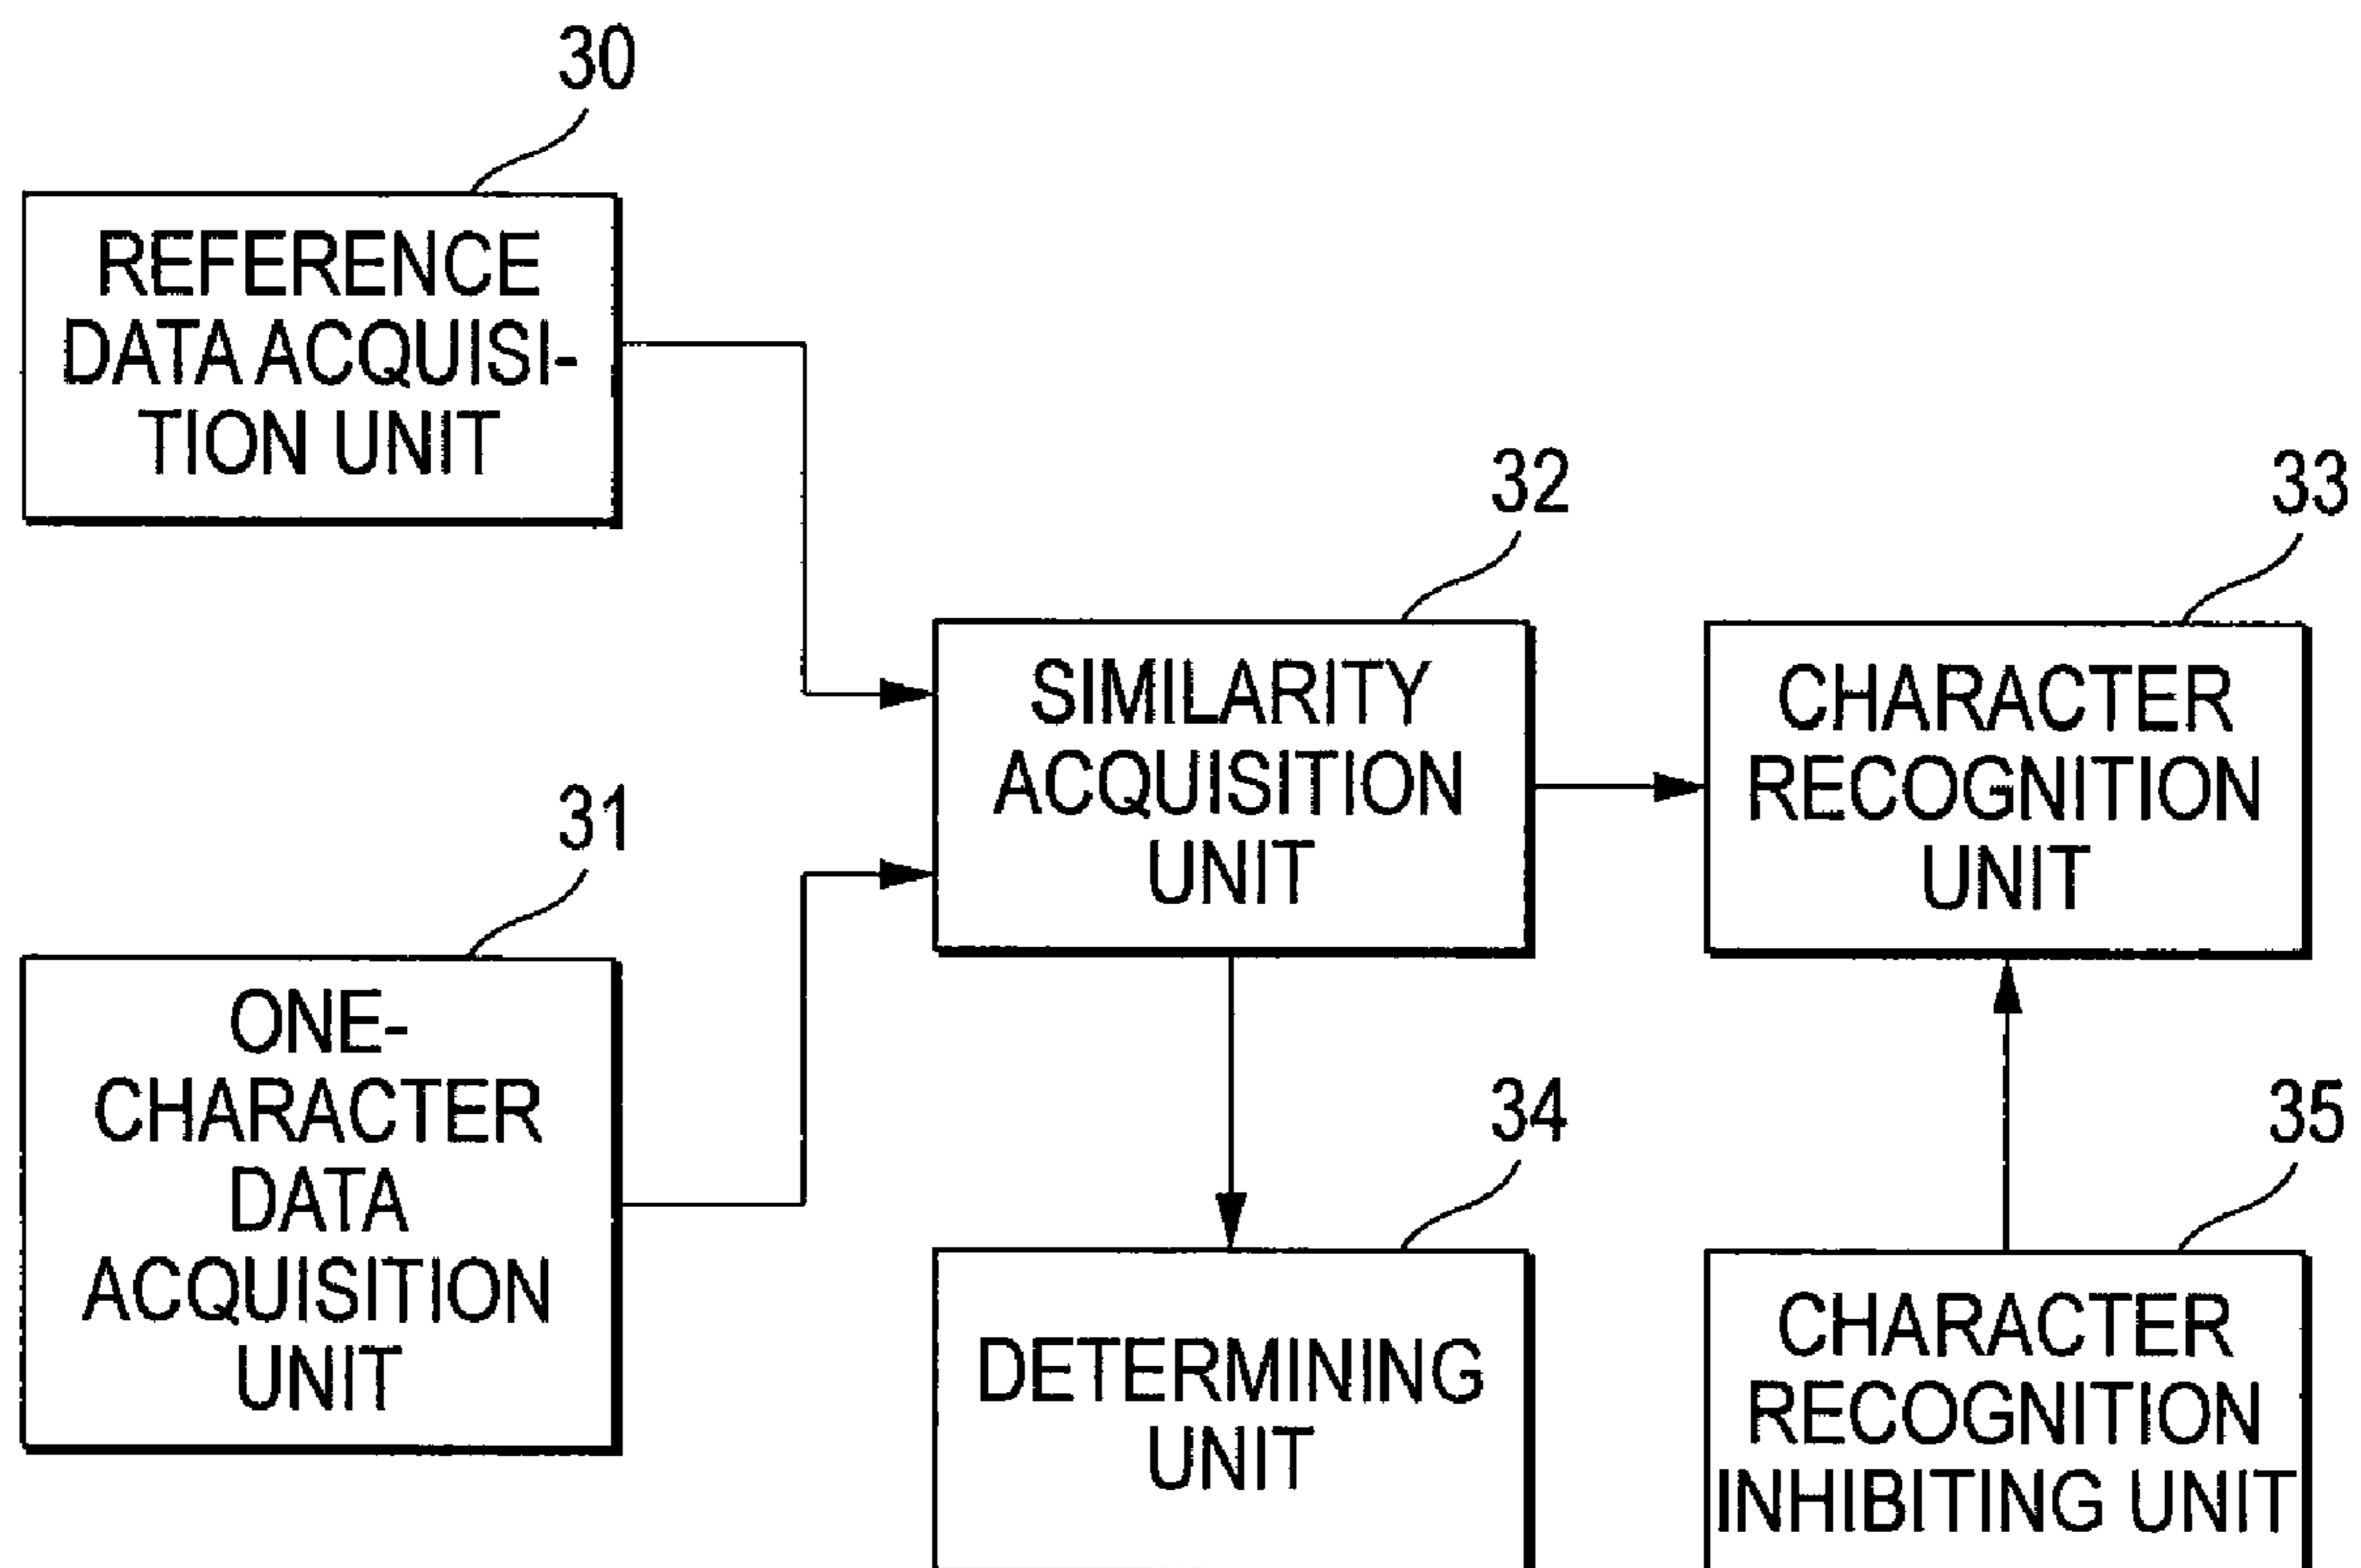 30
REFERENCE
DATA ACQUISI-
TION UNIT
32
33
SIMILARITY
ACQUISITION
UNIT
CHARACTER
RECOGNITION
UNIT
31
ONE-
CHARACTER
DATA
ACQUISITION
UNIT
34
35
DETERMINING
UNIT
CHARACTER
RECOGNITION
INHIBITING UNIT